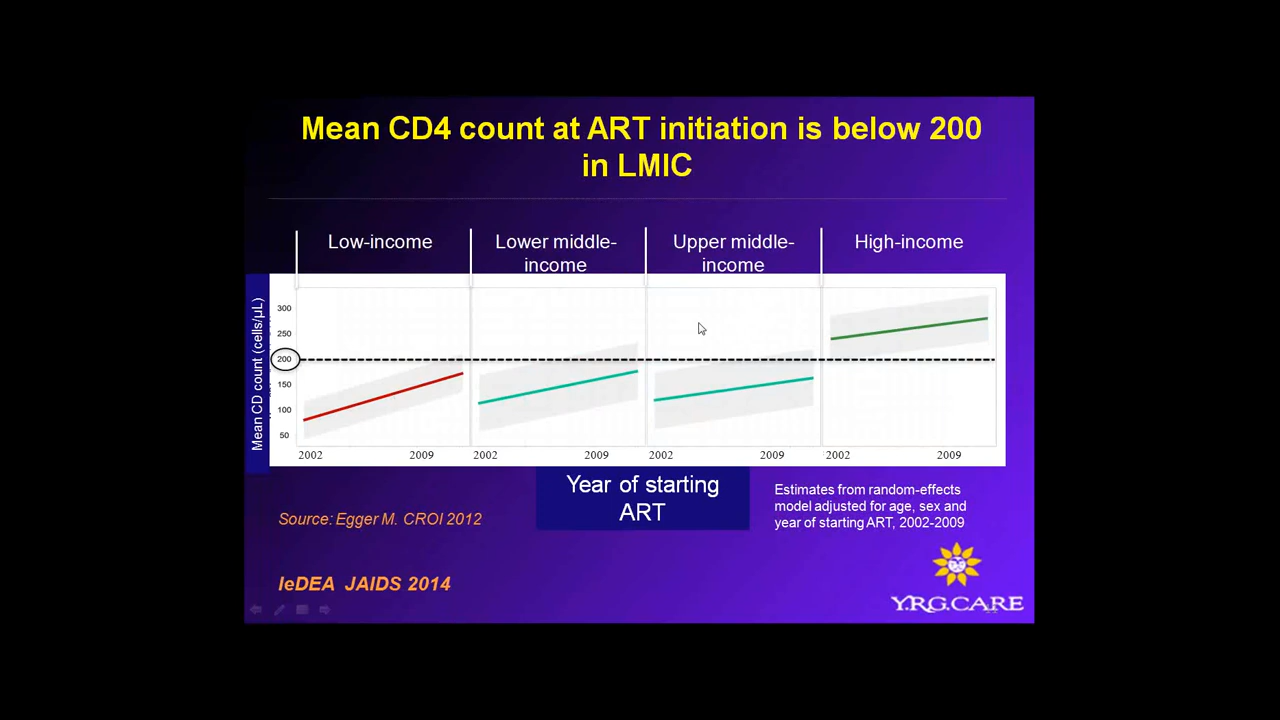 Mean CD4 count at ART initiation is below 200
in LMIC
Low-income
Lower middle-
income
Upper middle-
income
High-income
Mean CD count (cells/µL)
300
250
200
150
100
50
2002 2009 2002 2009 2002 2009 2002 2009
Year of starting
ART
Estimates from random-effects
model adjusted for age, sex and
year of starting ART, 2002-2009
Source: Egger M. CROI 2012
IeDEA JAIDS 2014
Y.R.G.CARE